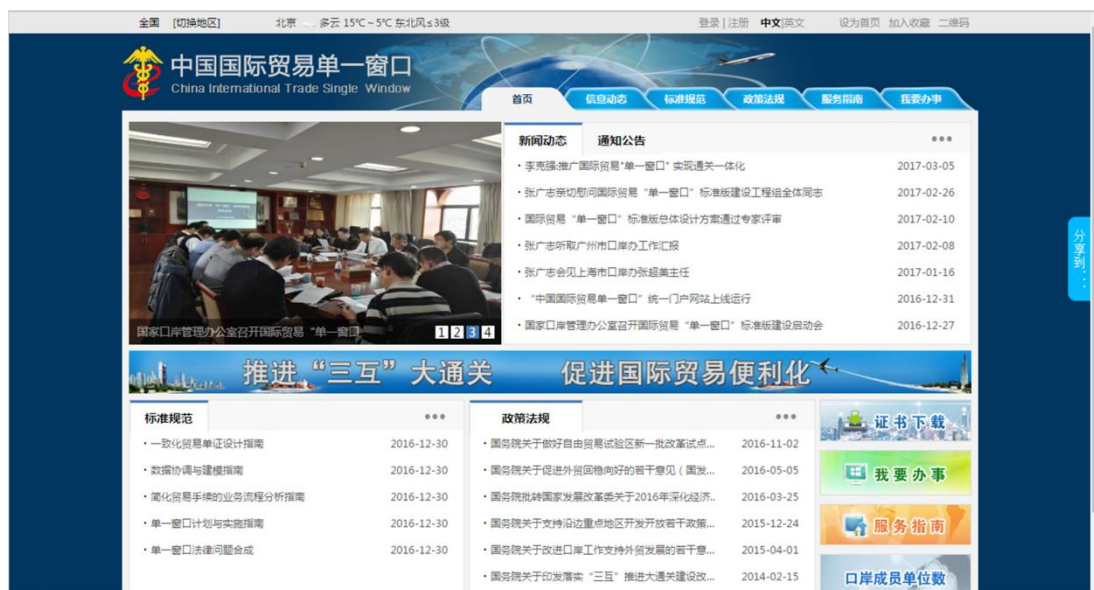 全国 [切换地区] 北京 多云 15℃~5℃ 东北风≤3级 登录 | 注册 中文|英文 设为首页 加入收藏 二维码
中国国际贸易单一窗口
China International Trade Single Window
首页 信息动态 标准规范 政策法规 服务指南 我要办事
新闻动态 通知公告 •••
·李克强:推广国际贸易"单一窗口" 实现通关一体化 2017-03-05
·张广志亲切慰问国际贸易“单一窗口”标准版建设工程组全体同志 2017-02-26
·国际贸易“单一窗口”标准版总体设计方案通过专家评审 2017-02-10
·张广志听取广州市口岸办工作汇报 2017-02-08
·张广志会见上海市口岸办张超美主任 2017-01-16
·“中国国际贸易单一窗口”统一门户网站上线运行 2016-12-31
·国家口岸管理办公室召开国际贸易“单一窗口”标准版建设启动会 2016-12-27
国家口岸管理办公室召开国际贸易“单一窗口 1 2 3 4
分享到:...
推进“三互”大通关 促进国际贸易便利化
标准规范 •••
·一致化贸易单证设计指南 2016-12-30
·数据协调与建模指南 2016-12-30
·简化贸易手续的业务流程分析指南 2016-12-30
·单一窗口计划与实施指南 2016-12-30
·单一窗口法律问题合成 2016-12-30
政策法规 •••
·国务院关于做好自由贸易试验区新一批改革试点... 2016-11-02
·国务院关于促进外贸回稳向好的若干意见（国发... 2016-05-05
·国务院批转国家发展改革委关于2016年深化经济.. 2016-03-25
·国务院关于支持沿边重点地区开发开放若干政策... 2015-12-24
·国务院关于改进口岸工作支持外贸发展的若干意... 2015-04-01
·国务院关于印发落实“三互”推进大通关建设改... 2014-02-15
证书下载
我要办事
服务指南
口岸成员单位数